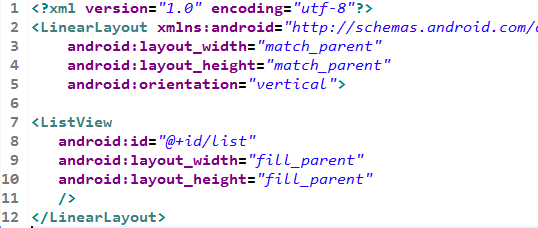 1 <?xml version="1.0" encoding="utf-8"?>
2 <LinearLayout xmlns:android="http://schemas.android.com/
3 android:layout_width="match_parent"
4 android:layout_height="match_parent"
5 android:orientation="vertical">
6
7 <ListView
8 android:id="@+id/list"
9 android:layout_width="fill_parent"
10 android:layout_height="fill_parent"
11 />
12 </LinearLayout>